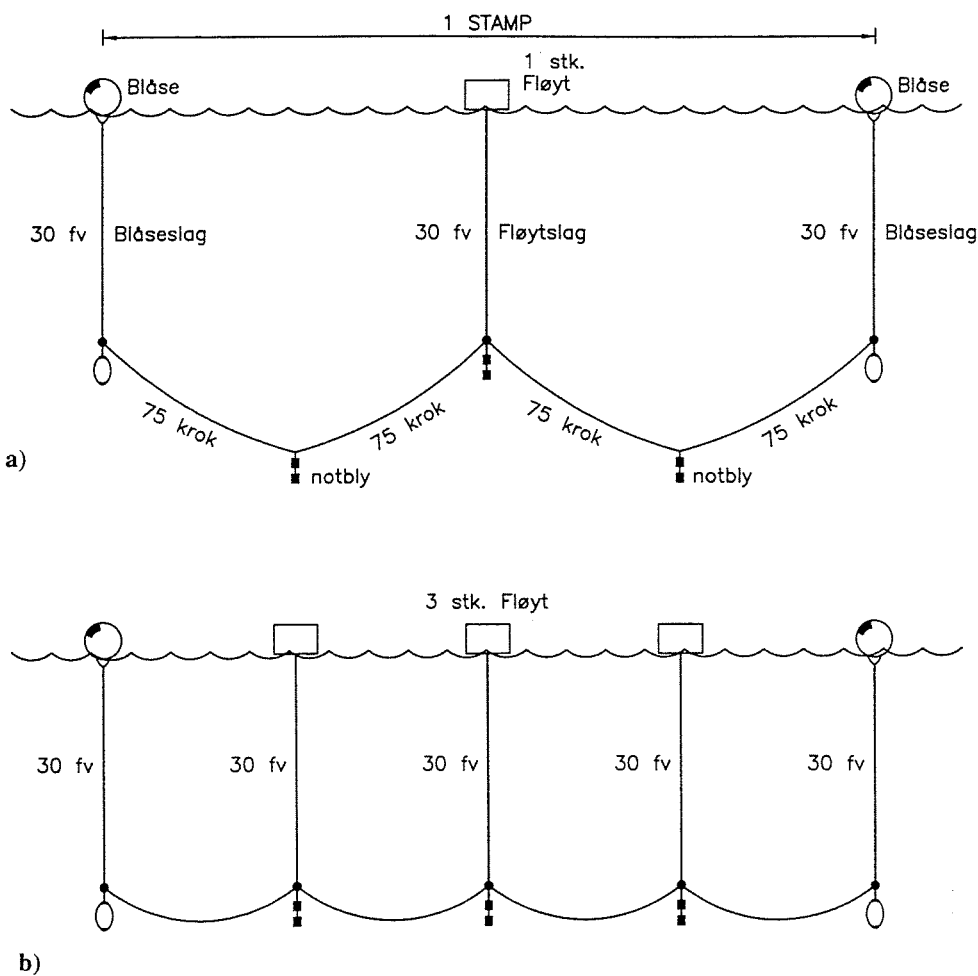 1 STAMP
Blåse
1 stk.
Fløyt
Blåse
30 fv
Blåseslag
30 fv
Fløytslag
30 fv
Blåseslag
75 krok
75 krok
75 krok
75 krok
a)
notbly
notbly
3 stk. Fløyt
30 fv
30 fv
30 fv
30 fv
30 fv
b)